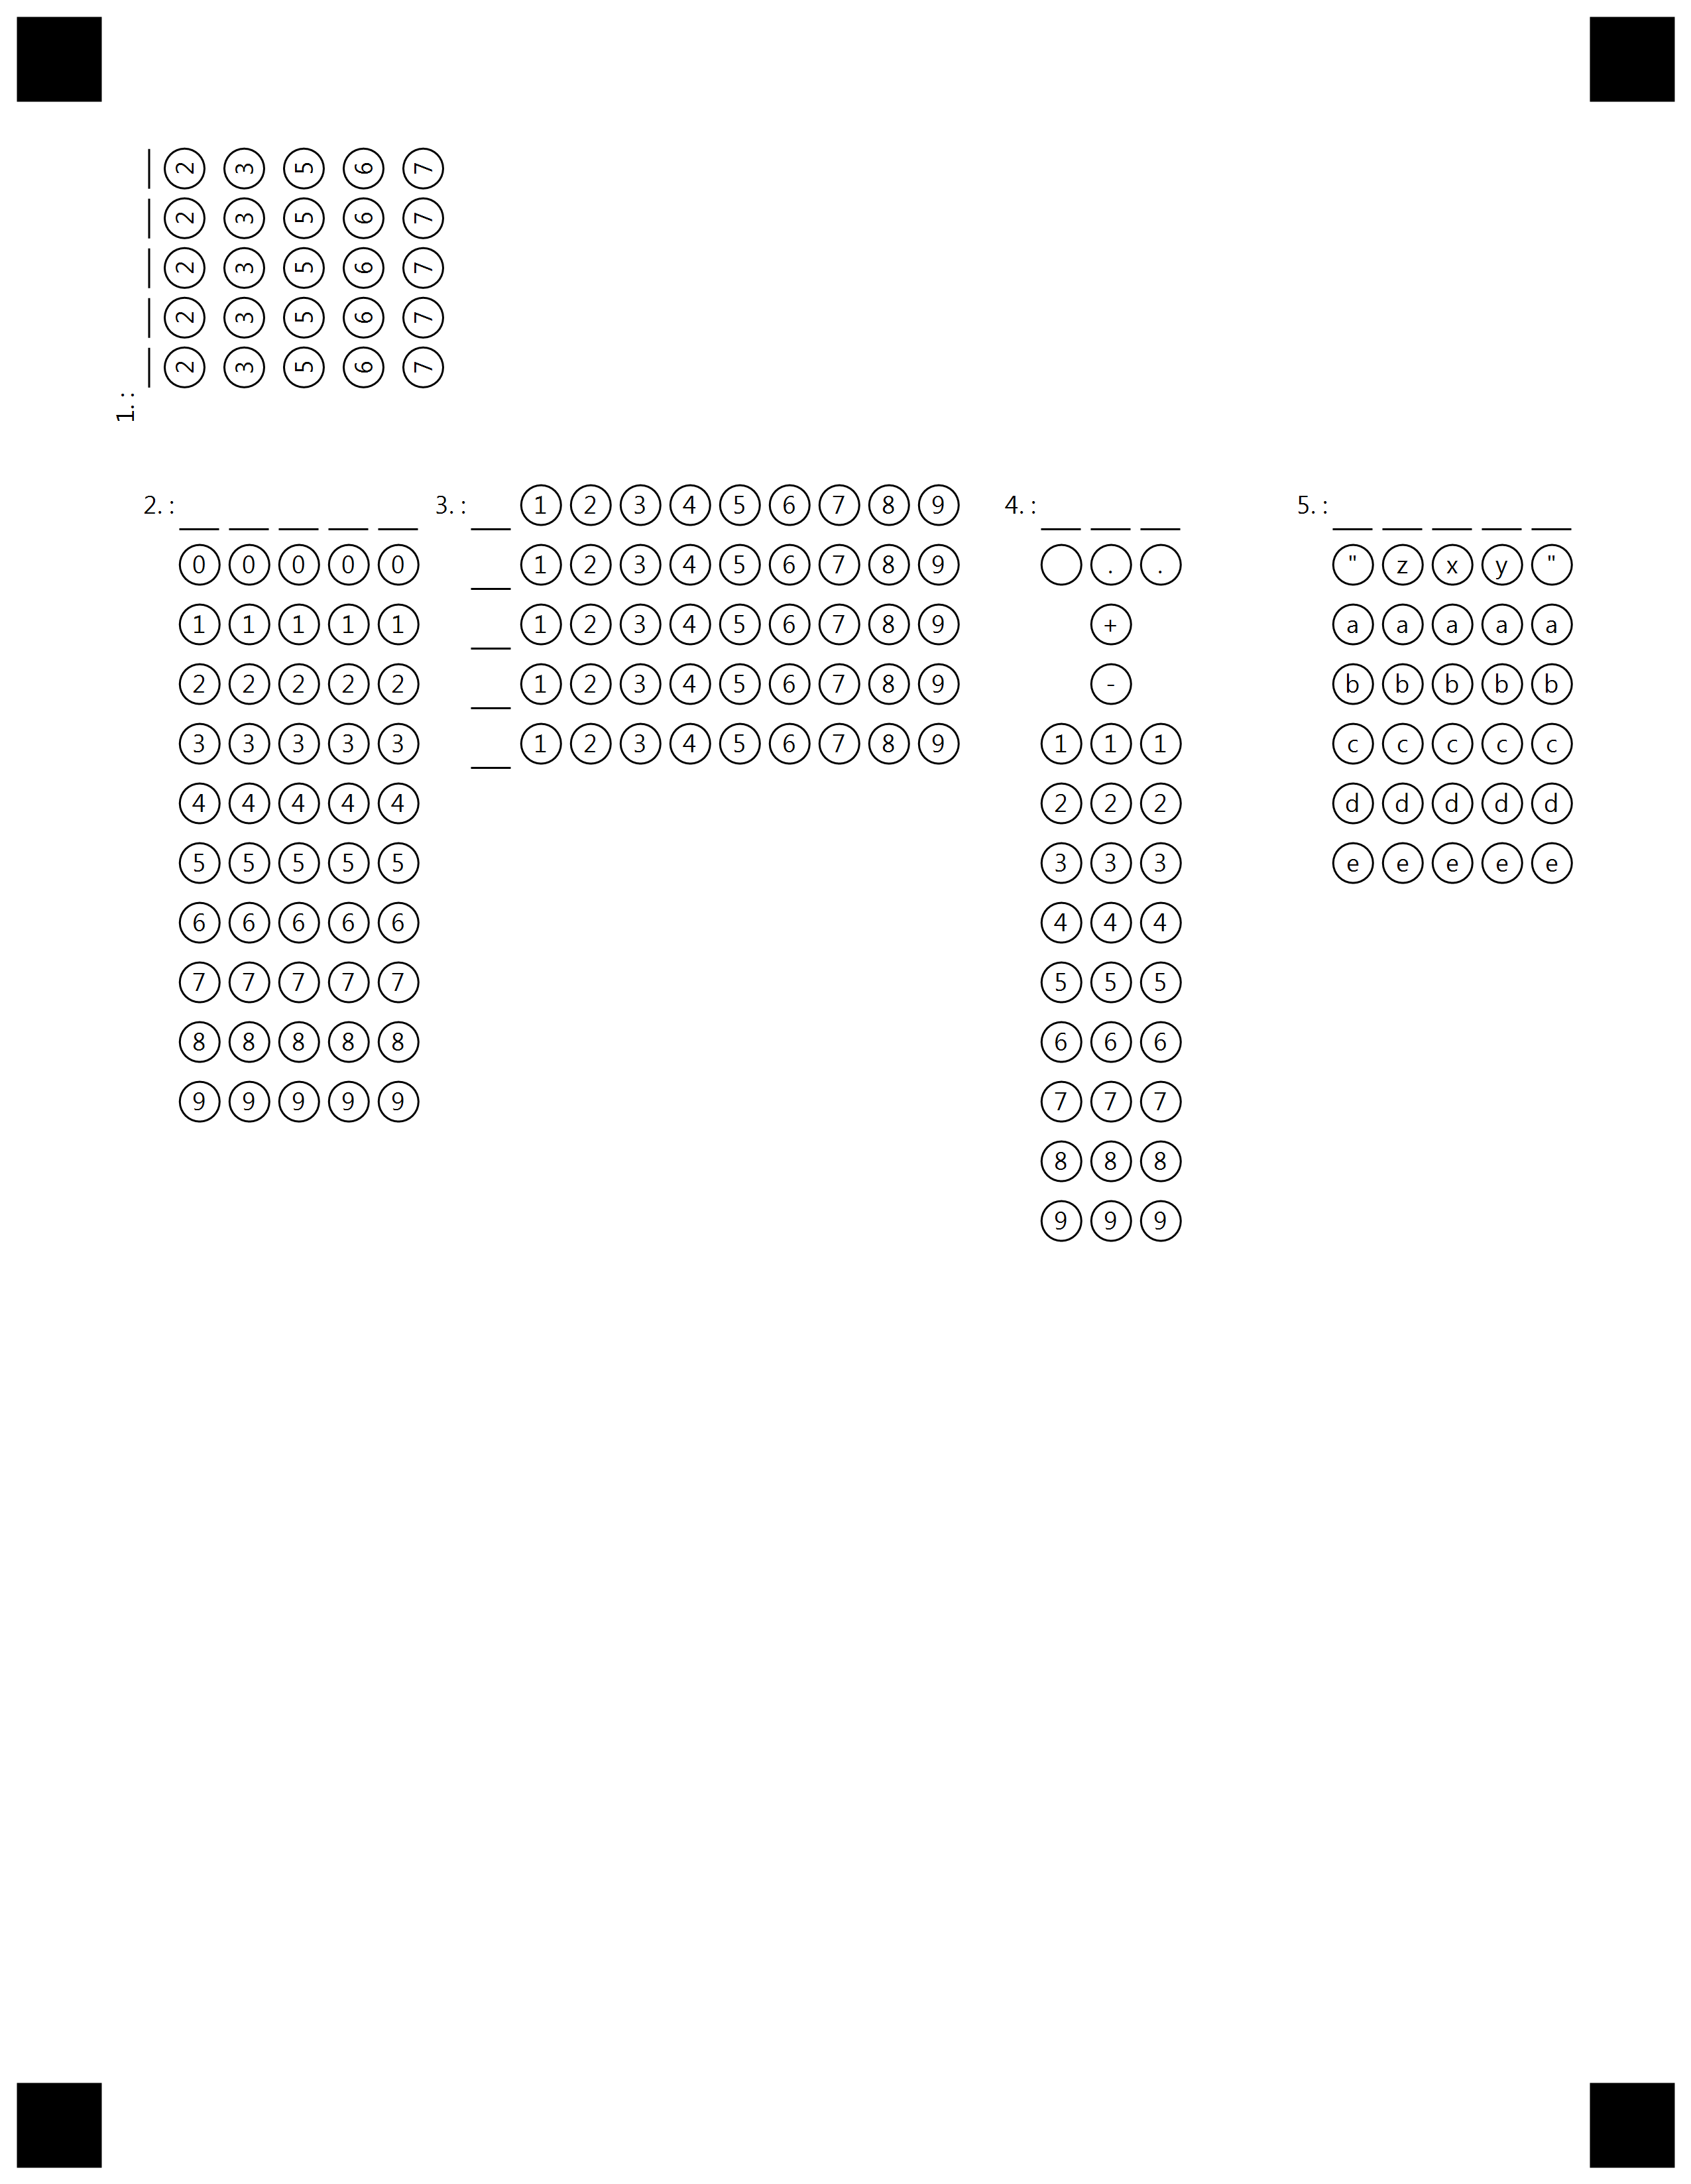 2 3 5 6 7
2 3 5 6 7
2 3 5 6 7
2 3 5 6 7
2 3 5 6 7
1. :
2. :
0 0 0 0 0
1 1 1 1 1
2 2 2 2 2
3 3 3 3 3
4 4 4 4 4
5 5 5 5 5
6 6 6 6 6
7 7 7 7 7
8 8 8 8 8
9 9 9 9 9
3. : 1 2 3 4 5 6 7 8 9
1 2 3 4 5 6 7 8 9
1 2 3 4 5 6 7 8 9
1 2 3 4 5 6 7 8 9
1 2 3 4 5 6 7 8 9
4. :
. .
+
-
1 1 1
2 2 2
3 3 3
4 4 4
5 5 5
6 6 6
7 7 7
8 8 8
9 9 9
5. :
" z x y "
a a a a a
b b b b b
c c c c c
d d d d d
e e e e e